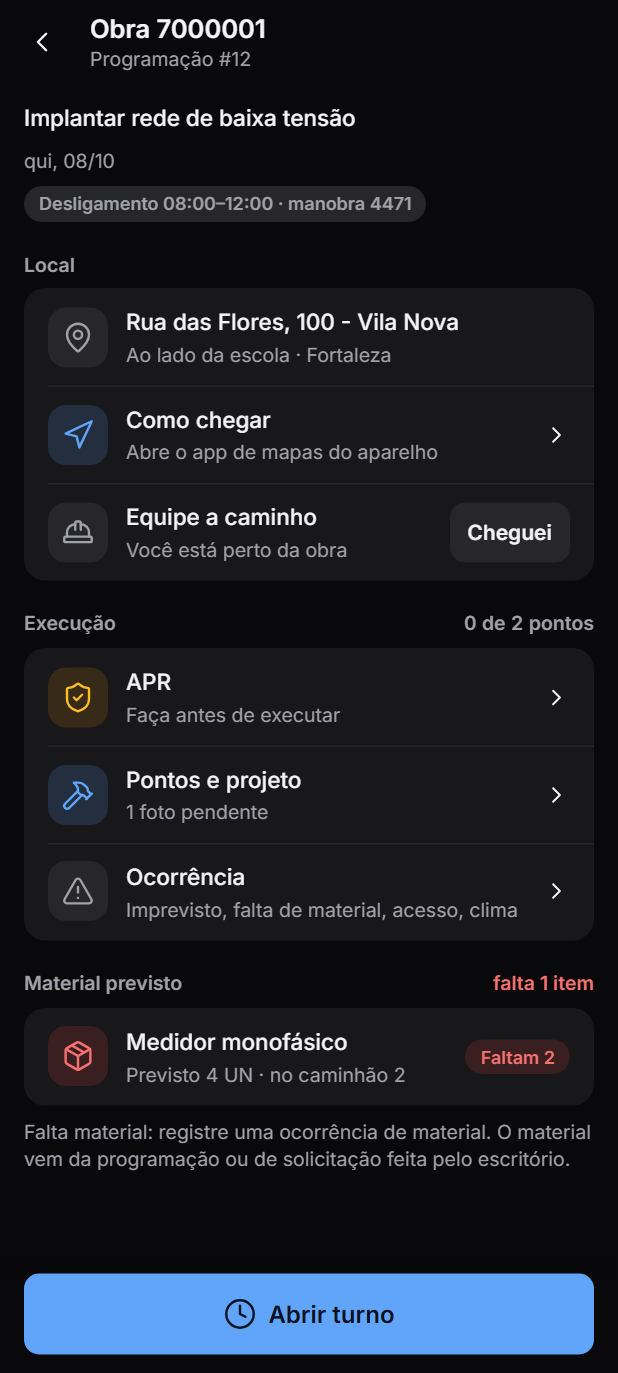 Obra 7000001
Programação #12
Implantar rede de baixa tensão
qui, 08/10
Desligamento 08:00–12:00 · manobra 4471
Local
Rua das Flores, 100 - Vila Nova
Ao lado da escola · Fortaleza
Como chegar
Abre o app de mapas do aparelho
Equipe a caminho
Você está perto da obra
Cheguei
Execução
0 de 2 pontos
APR
Faça antes de executar
Pontos e projeto
1 foto pendente
Ocorrência
Imprevisto, falta de material, acesso, clima
Material previsto
falta 1 item
Medidor monofásico
Previsto 4 UN · no caminhão 2
Faltam 2
Falta material: registre uma ocorrência de material. O material
vem da programação ou de solicitação feita pelo escritório.
Abrir turno